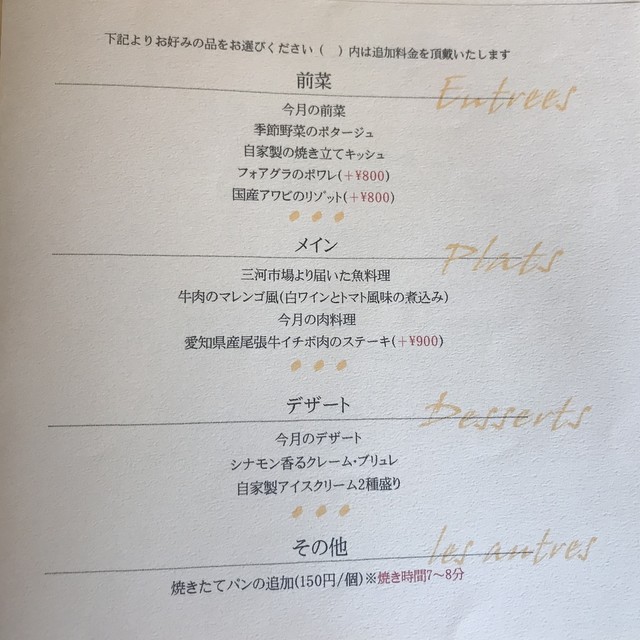 下記よりお好みの品をお選びください (　) 内は追加料金を頂戴いたします
前菜
Entrees
今月の前菜
季節野菜のポタージュ
自家製の焼き立てキッシュ
フォアグラのポワレ(+¥800)
国産アワビのリゾット(+¥800)
メイン
Plats
三河市場より届いた魚料理
牛肉のマレンゴ風(白ワインとトマト風味の煮込み)
今月の肉料理
愛知県産尾張牛イチボ肉のステーキ(+¥900)
デザート
Desserts
今月のデザート
シナモン香るクレーム・ブリュレ
自家製アイスクリーム2種盛り
その他
les autres
焼きたてパンの追加(150円/個)※焼き時間7～8分